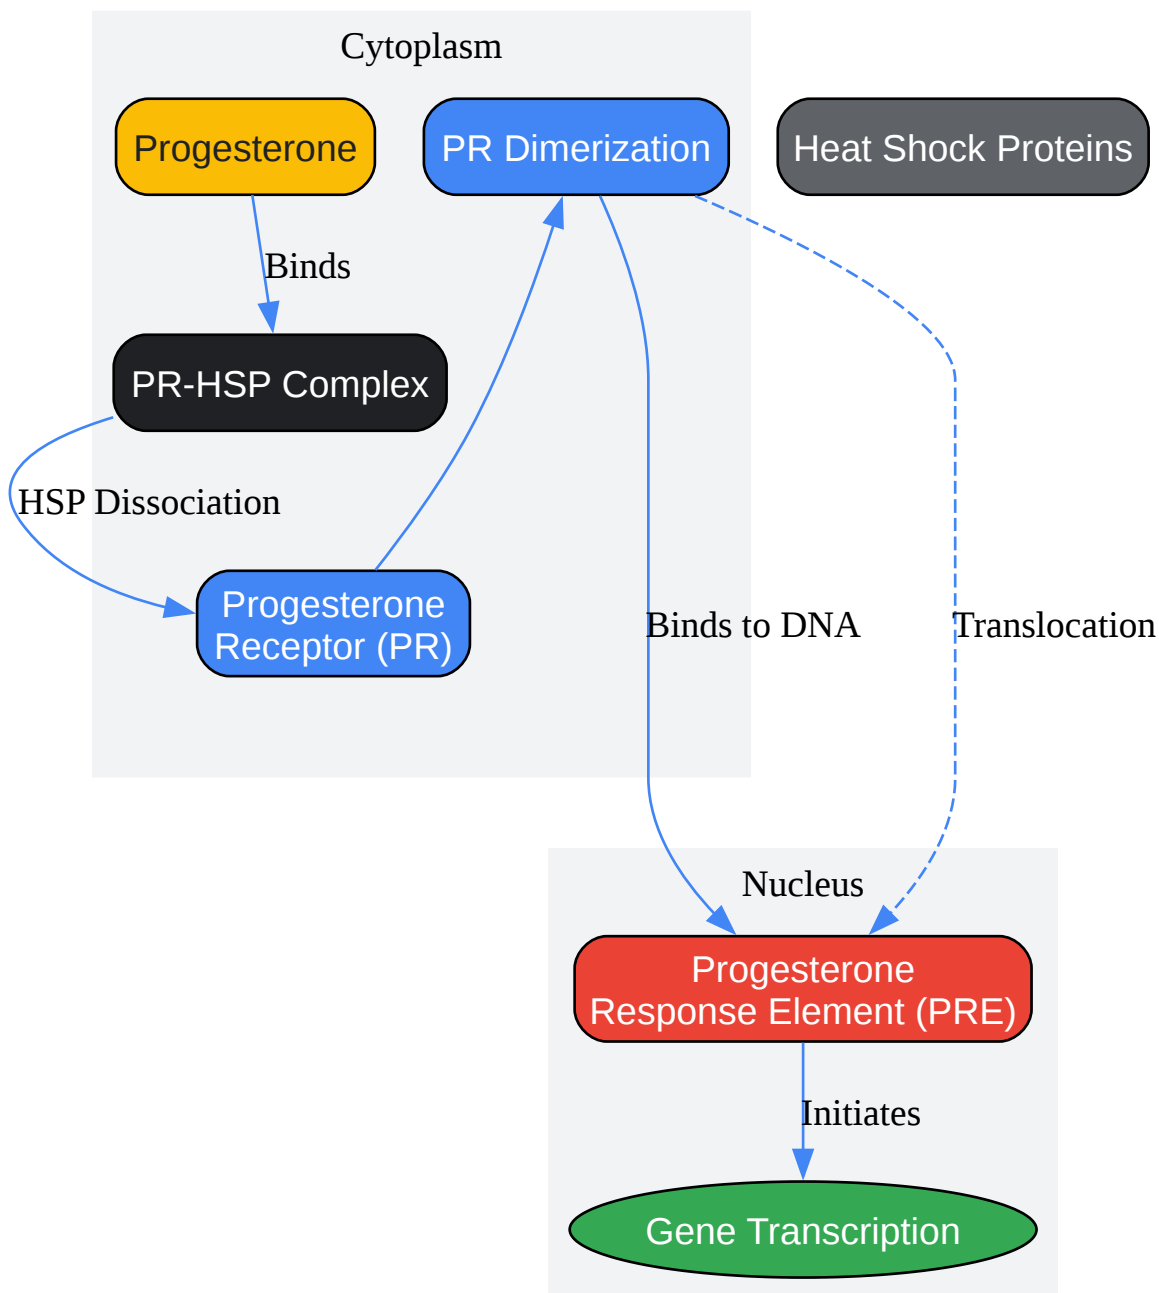 Cytoplasm
Progesterone
PR Dimerization
Heat Shock Proteins
Binds
PR-HSP Complex
HSP Dissociation
Progesterone
Receptor (PR)
Binds to DNA
Translocation
Nucleus
Progesterone
Response Element (PRE)
Initiates
Gene Transcription